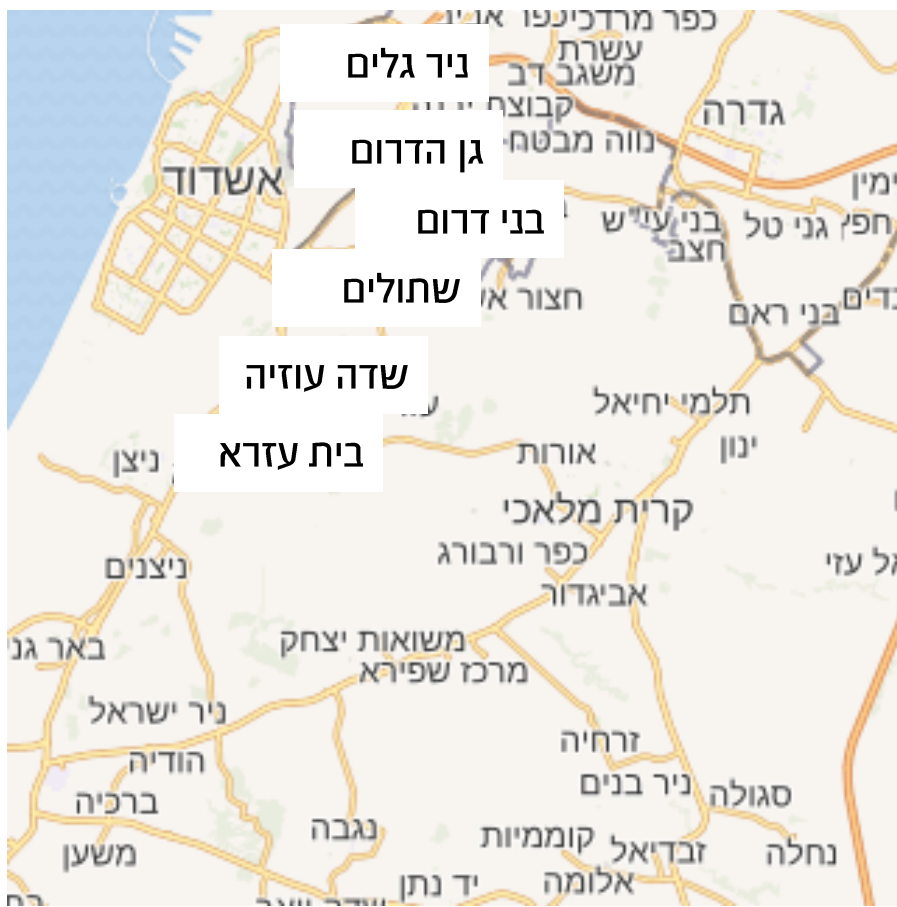 כפר מרדכי
עשרת
ניר גלים
משגב דב
קבוצת
גדרה
נווה מבטח
גן הדרום
אשדוד
בני דרום
בני עי"ש
גני טל
חפץ
חצב
שתולים
חצור
בני ראם
שדה עוזיה
תלמי יחיאל
ינון
בית עזרא
ניצן
אורות
קרית מלאכי
כפר ורבורג
ניצנים
אביגדור
באר
משואות יצחק
מרכז שפירא
ניר ישראל
זרחיה
הודיה
ניר בנים
סגולה
ברכיה
נגבה
קוממיות
משען
זבדיאל
נחלה
יד נתן
אלומה